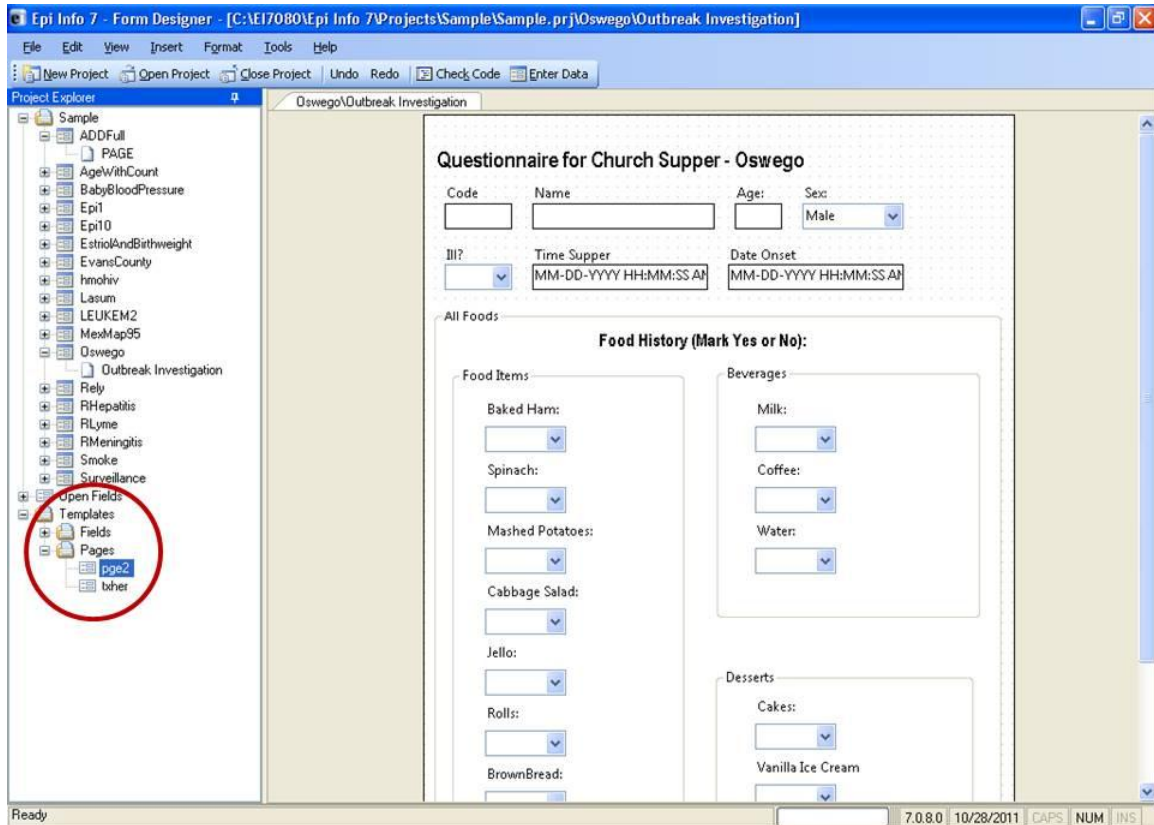 Epi Info 7 - Form Designer - [C:\EI7080\Epi Info 7\Projects\Sample\Sample.prj\Oswego\Outbreak Investigation]
File Edit View Insert Format Tools Help
New Project Open Project Close Project Undo Redo Check Code Enter Data
Project Explorer
Sample
ADDFull
PAGE
AgeWithCount
BabyBloodPressure
Epi1
Epi10
EstriolAndBirthweight
EvansCounty
hmohiv
Lasum
LEUKEM2
MexMap95
Oswego
Outbreak Investigation
Rely
RHepatitis
RLyme
RMeningitis
Smoke
Surveillance
Open Fields
Templates
Fields
Pages
pge2
txher
Oswego\Outbreak Investigation
Questionnaire for Church Supper - Oswego
Code Name Age: Sex:
Male
Ill? Time Supper Date Onset
MM-DD-YYYY HH:MM:SS AM MM-DD-YYYY HH:MM:SS AM
All Foods
Food History (Mark Yes or No):
Food Items
Baked Ham:
Spinach:
Mashed Potatoes:
Cabbage Salad:
Jello:
Rolls:
BrownBread:
Beverages
Milk:
Coffee:
Water:
Desserts
Cakes:
Vanilla Ice Cream
Ready 7.0.8.0 10/28/2011 CAPS NUM INS